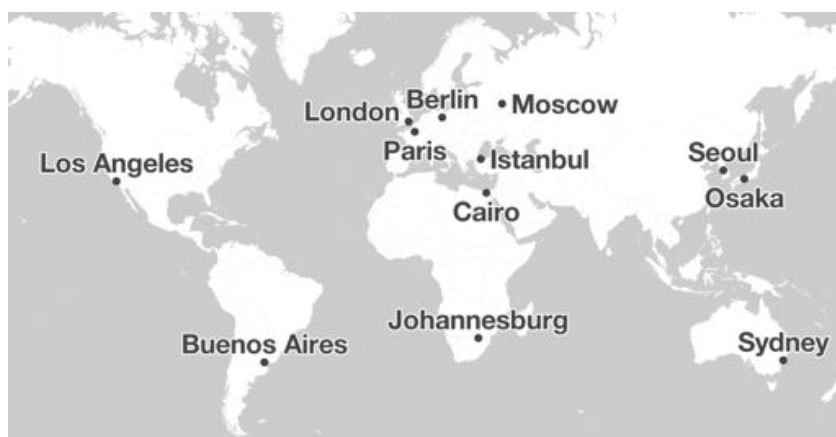 Berlin
London
Moscow
Paris
Istanbul
Seoul
Los Angeles
Osaka
Cairo
Johannesburg
Buenos Aires
Sydney